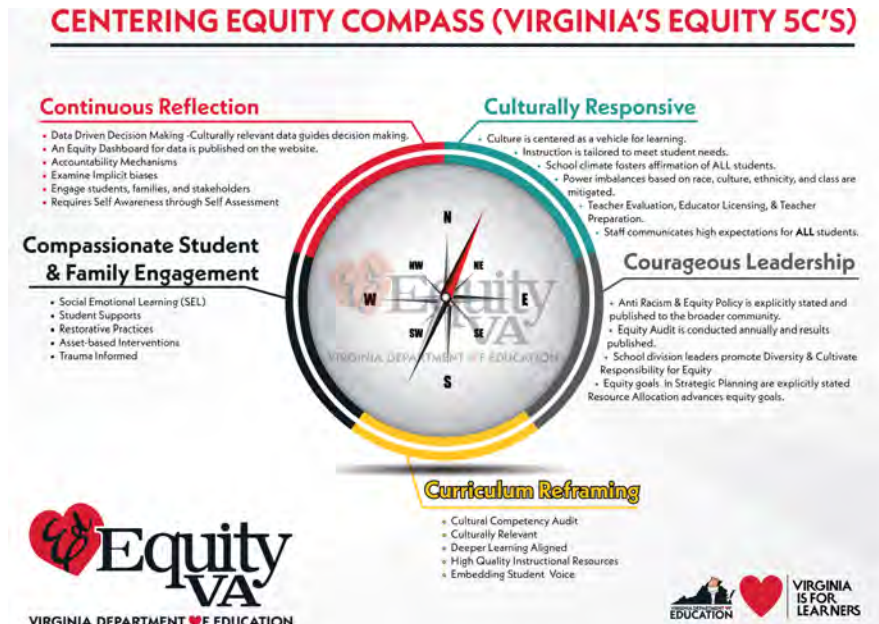 CENTERING EQUITY COMPASS (VIRGINIA'S EQUITY 5C'S)
Continuous Reflection
• Data Driven Decision Making -Culturally relevant data guides decision making.
• An Equity Dashboard for data is published on the website.
• Accountability Mechanisms
• Examine Implicit biases
• Engage students, families, and stakeholders
• Requires Self Awareness through Self Assessment
Culturally Responsive
• Culture is centered as a vehicle for learning.
• Instruction is tailored to meet student needs.
• School climate fosters affirmation of ALL students.
• Power imbalances based on race, culture, ethnicity, and class are
mitigated.
• Teacher Evaluation, Educator Licensing, & Teacher
Preparation.
• Staff communicates high expectations for ALL students.
Compassionate Student
& Family Engagement
• Social Emotional Learning (SEL)
• Student Supports
• Restorative Practices
• Asset-based Interventions
• Trauma Informed
N
NW
NE
W
E
SW
SE
S
Equity
VA
VIRGINIA DEPARTMENT OF EDUCATION
Courageous Leadership
• Anti Racism & Equity Policy is explicitly stated and
published to the broader community.
• Equity Audit is conducted annually and results
published.
• School division leaders promote Diversity & Cultivate
Responsibility for Equity
• Equity goals In Strategic Planning are explicitly stated
Resource Allocation advances equity goals.
Curriculum Reframing
• Cultural Competency Audit
• Culturally Relevant
• Deeper Learning Aligned
• High Quality Instructional Resources
• Embedding Student Voice
Equity
VA
VIRGINIA DEPARTMENT OF EDUCATION
VIRGINIA DEPARTMENT OF
EDUCATION
VIRGINIA
IS FOR
LEARNERS